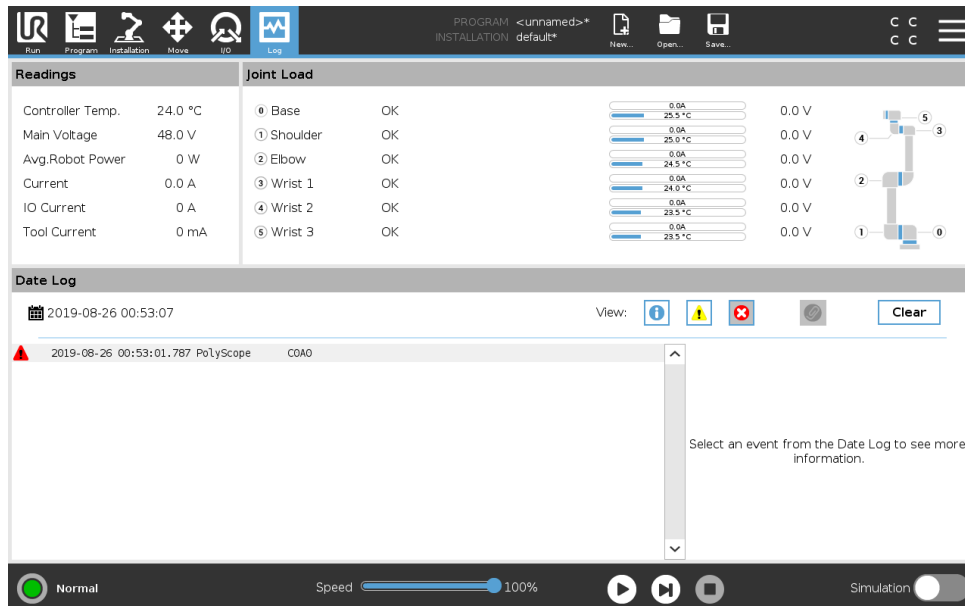 PROGRAM <unnamed>*
INSTALLATION default*
UR
Run
Program
Installation
Move
I/O
Log
New...
Open...
Save...
C C
C C
Readings
Controller Temp. 24.0 °C
Main Voltage 48.0 V
Avg.Robot Power 0 W
Current 0.0 A
IO Current 0 A
Tool Current 0 mA
Joint Load
0 Base OK 0.0A 25.5 °C 0.0 V
1 Shoulder OK 0.0A 25.0 °C 0.0 V
2 Elbow OK 0.0A 24.5 °C 0.0 V
3 Wrist 1 OK 0.0A 24.0 °C 0.0 V
4 Wrist 2 OK 0.0A 23.5 °C 0.0 V
5 Wrist 3 OK 0.0A 23.5 °C 0.0 V
5
3
4
2
1
0
Date Log
2019-08-26 00:53:07
View:
Clear
2019-08-26 00:53:01.787 PolyScope C0A0
Select an event from the Date Log to see more
information.
Normal
Speed
100%
Simulation